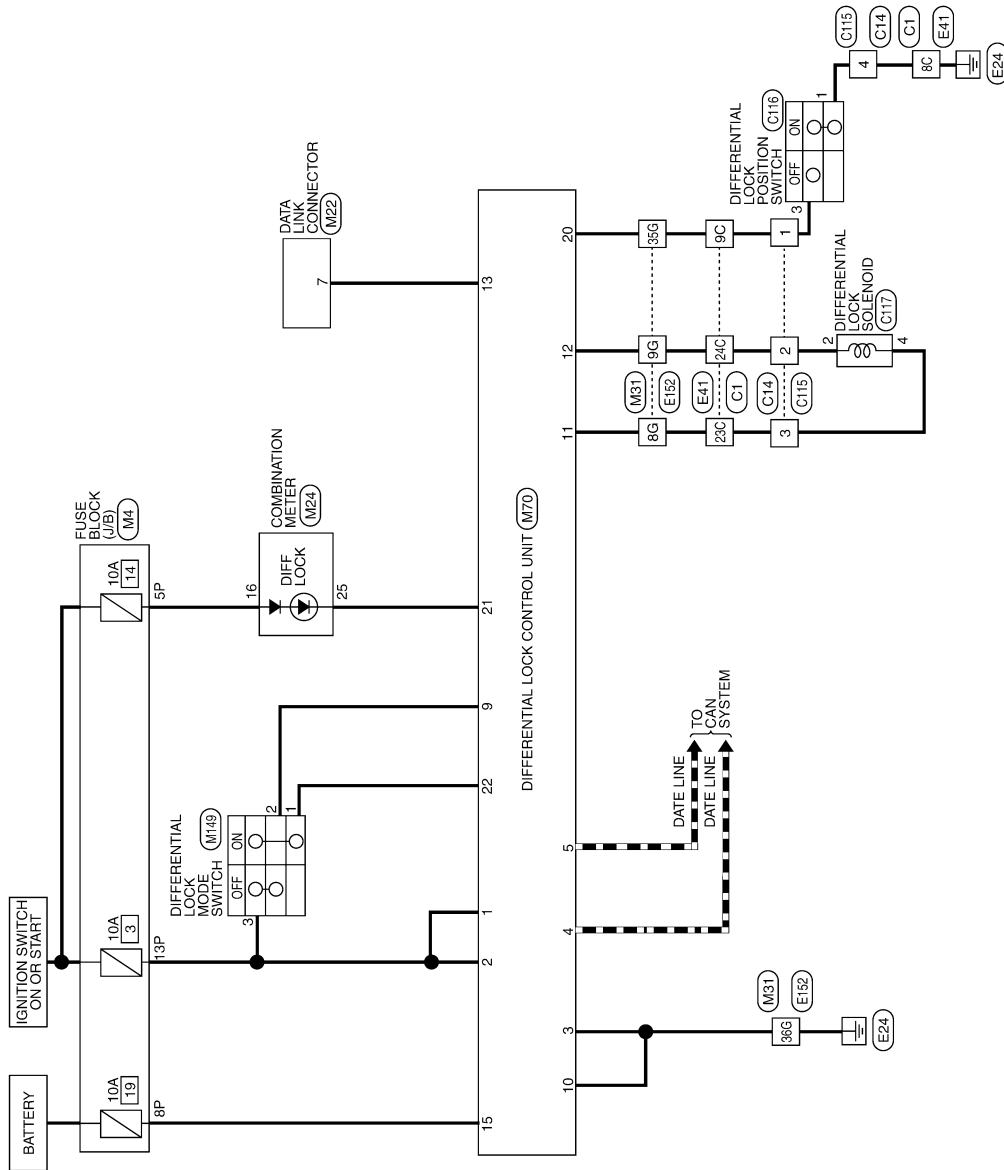 BATTERY
IGNITION SWITCH
ON OR START
FUSE
BLOCK
(J/B)
M4
10A
19
8P
10A
3
13P
10A
14
5P
DIFFERENTIAL
LOCK
MODE
SWITCH
M149
OFF
ON
3
2
1
COMBINATION
METER
M24
16
DIFF
LOCK
25
DATA
LINK
CONNECTOR
M22
7
15
2
1
22
9
21
13
DIFFERENTIAL LOCK CONTROL UNIT
M70
10
3
4
5
11
12
20
36G
M31
E152
E24
DATE LINE
DATE LINE
TO
CAN
SYSTEM
8G
M31
E152
9G
35G
23C
E41
C1
24C
9C
3
C14
C115
2
1
2
DIFFERENTIAL
LOCK
SOLENOID
C117
4
DIFFERENTIAL
LOCK
POSITION
SWITCH
C116
OFF
ON
3
1
4
C115
C14
8C
C1
E41
E24